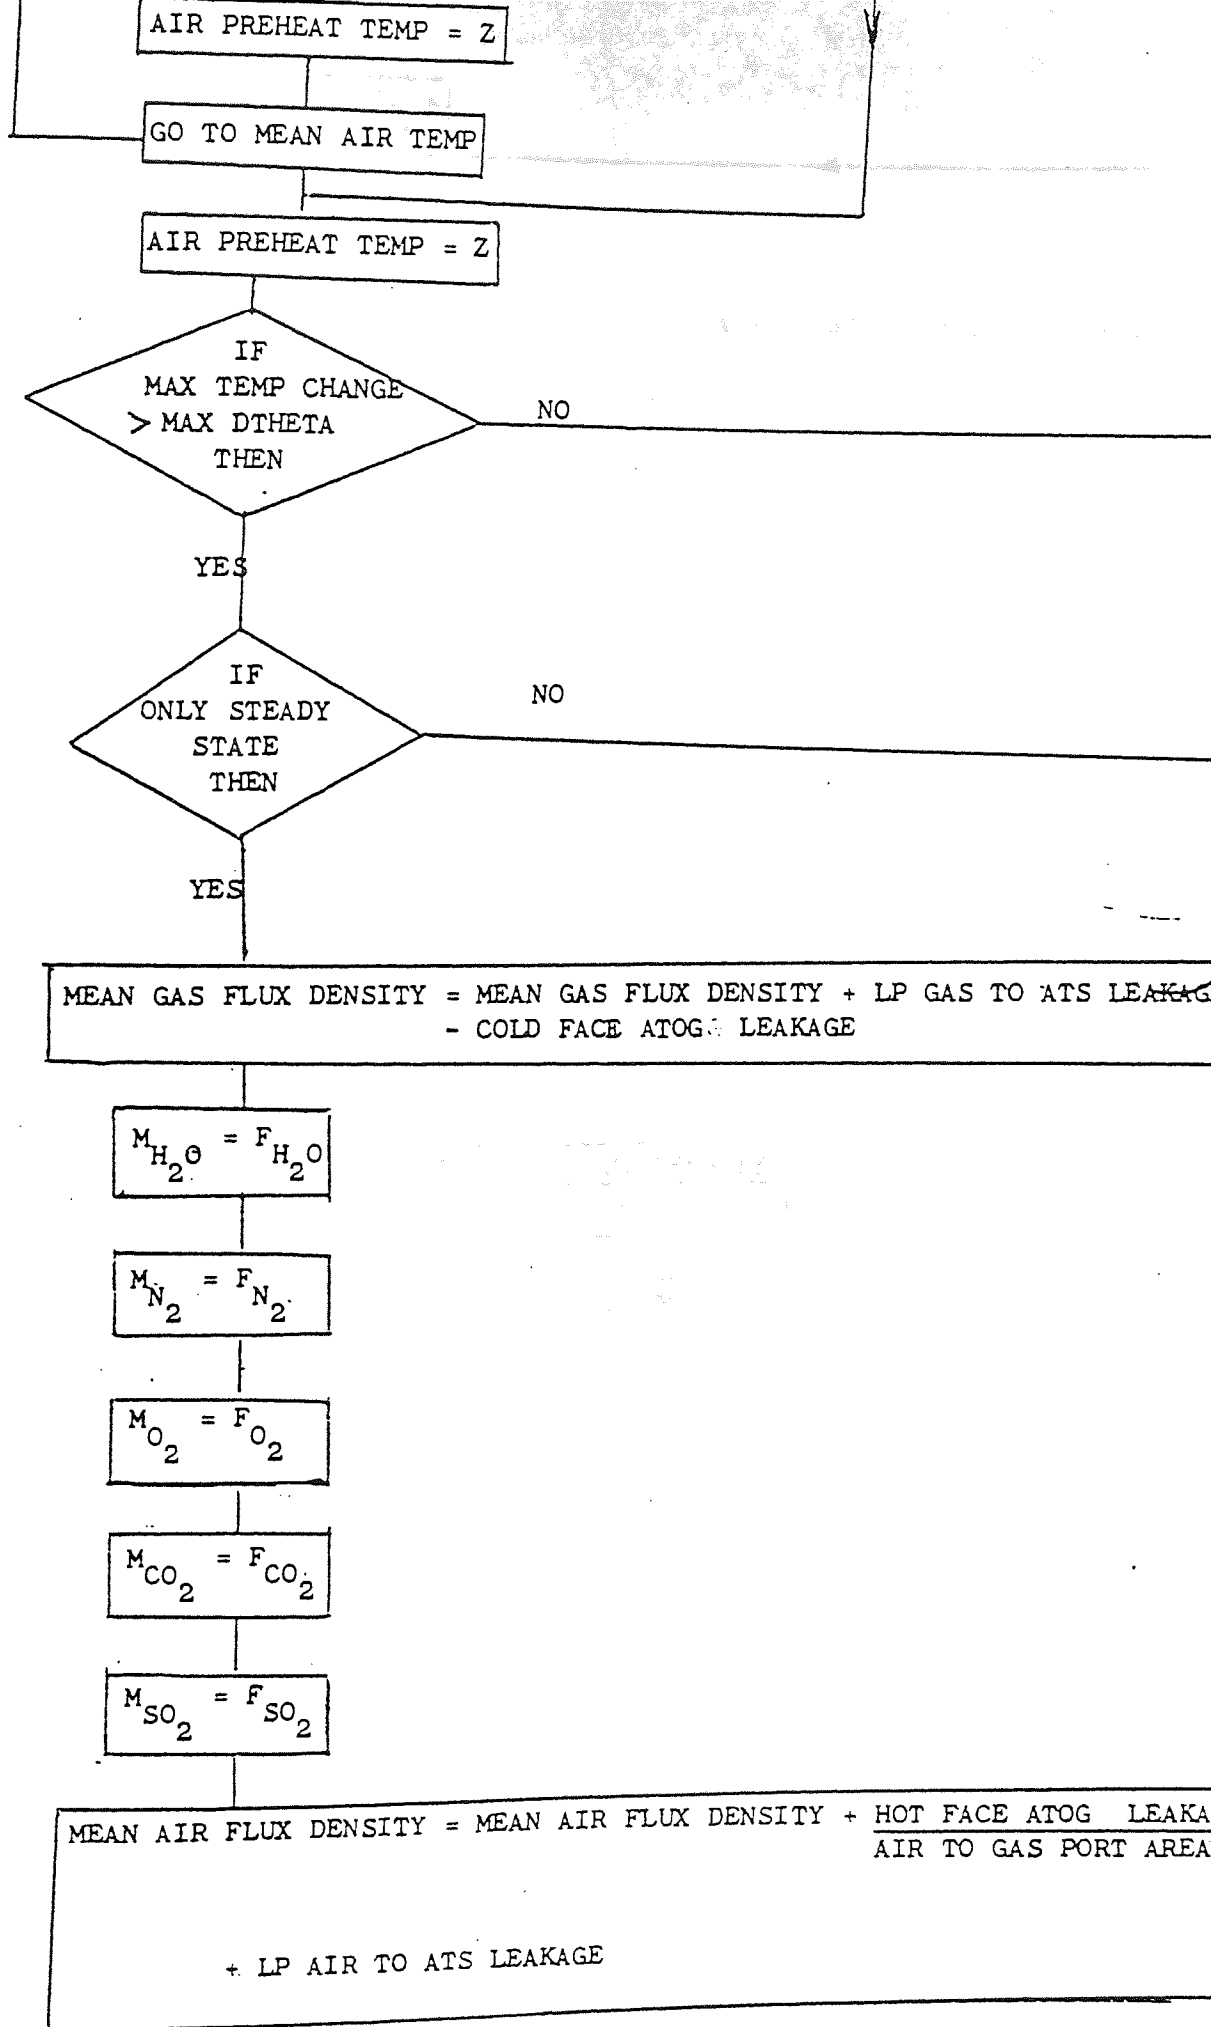 AIR PREHEAT TEMP = Z
GO TO MEAN AIR TEMP
AIR PREHEAT TEMP = Z
IF
MAX TEMP CHANGE
> MAX DTHETA
THEN
NO
YES
IF
ONLY STEADY
STATE
THEN
NO
YES
MEAN GAS FLUX DENSITY = MEAN GAS FLUX DENSITY + LP GAS TO ATS LEAKAG
- COLD FACE ATOG LEAKAGE
M_H₂O = F_H₂O
M_N₂ = F_N₂
M_O₂ = F_O₂
M_CO₂ = F_CO₂
M_SO₂ = F_SO₂
MEAN AIR FLUX DENSITY = MEAN AIR FLUX DENSITY + HOT FACE ATOG LEAKA
AIR TO GAS PORT AREA
+ LP AIR TO ATS LEAKAGE